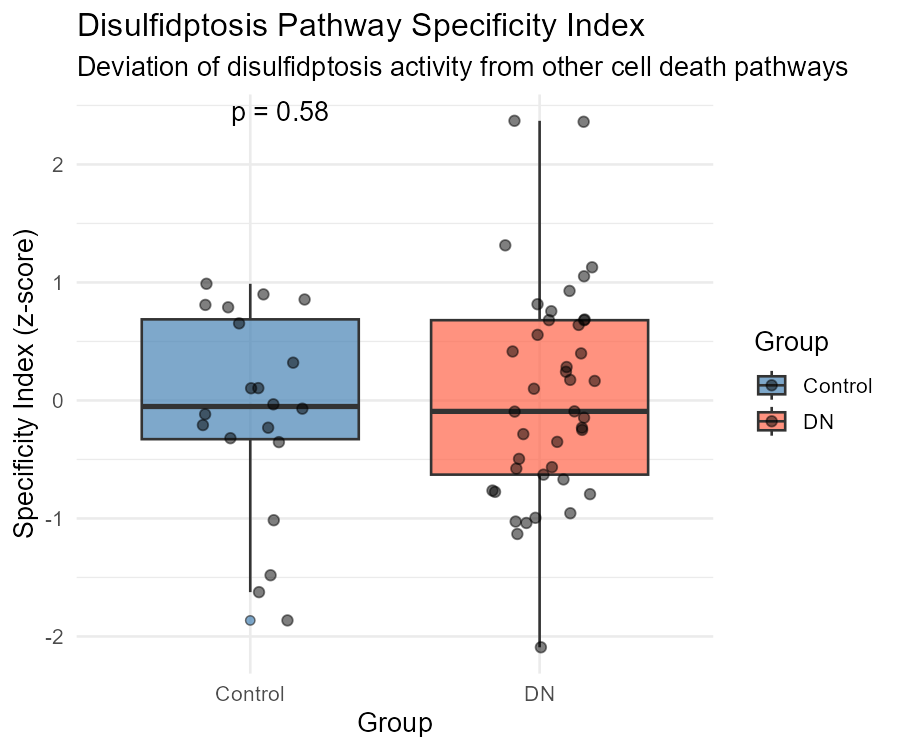 Disulfidptosis Pathway Specificity Index
Deviation of disulfidptosis activity from other cell death pathways
p = 0.58
Specificity Index (z-score)
2
1
0
-1
-2
Control
DN
Group
Group
Control
DN